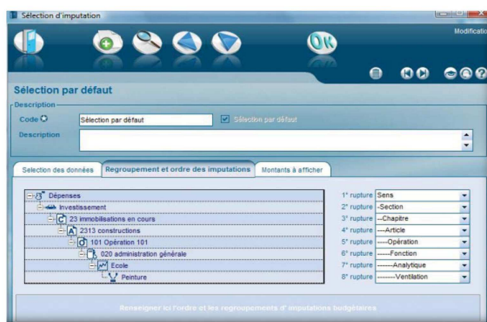 Sélection d'imputation
OK
Modificatio
Sélection par défaut
Description
Code
Sélection par défaut
Sélection par défaut
Description
Selection des données
Regroupement et ordre des imputations
Montants à afficher
Dépenses
Investissement
23 immobilisations en cours
2313 constructions
101 Opération 101
020 administration générale
Ecole
Peinture
1° rupture Sens
2° rupture -Section
3° rupture --Chapitre
4° rupture ---Article
5° rupture ----Opération
6° rupture -----Fonction
7° rupture ------Analytique
8° rupture -------Ventilation
Renseigner ici l'ordre et les regroupements d'imputations budgétaires